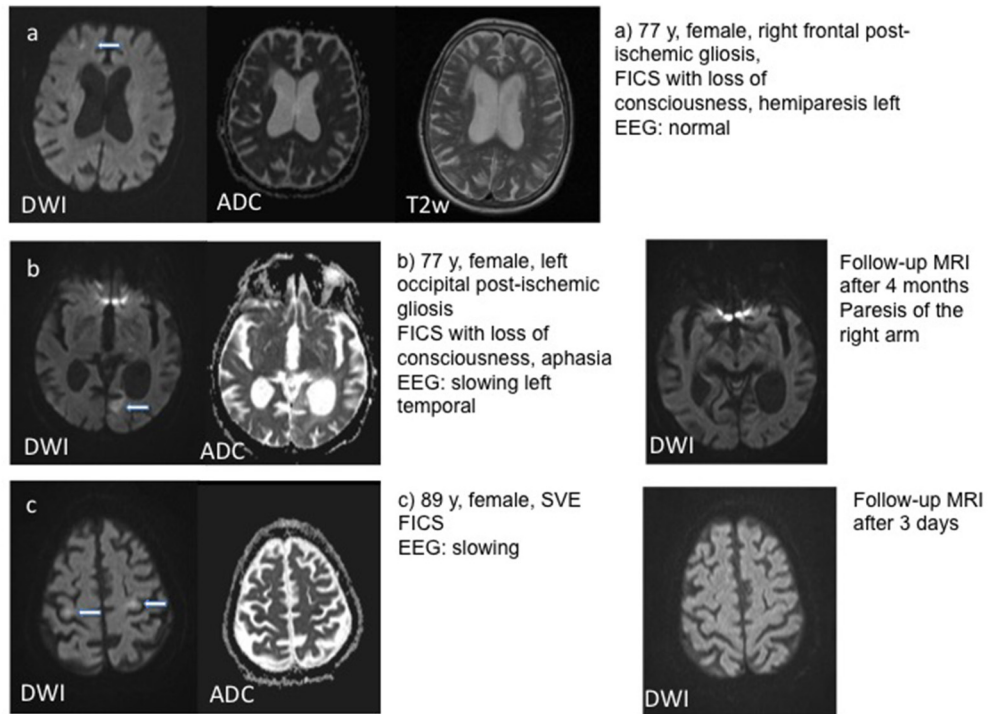 a
DWI
ADC
T2w
a) 77 y, female, right frontal post-
ischemic gliosis,
FICS with loss of
consciousness, hemiparesis left
EEG: normal
b
DWI
ADC
b) 77 y, female, left
occipital post-ischemic
gliosis
FICS with loss of
consciousness, aphasia
EEG: slowing left
temporal
DWI
Follow-up MRI
after 4 months
Paresis of the
right arm
c
DWI
ADC
c) 89 y, female, SVE
FICS
EEG: slowing
DWI
Follow-up MRI
after 3 days